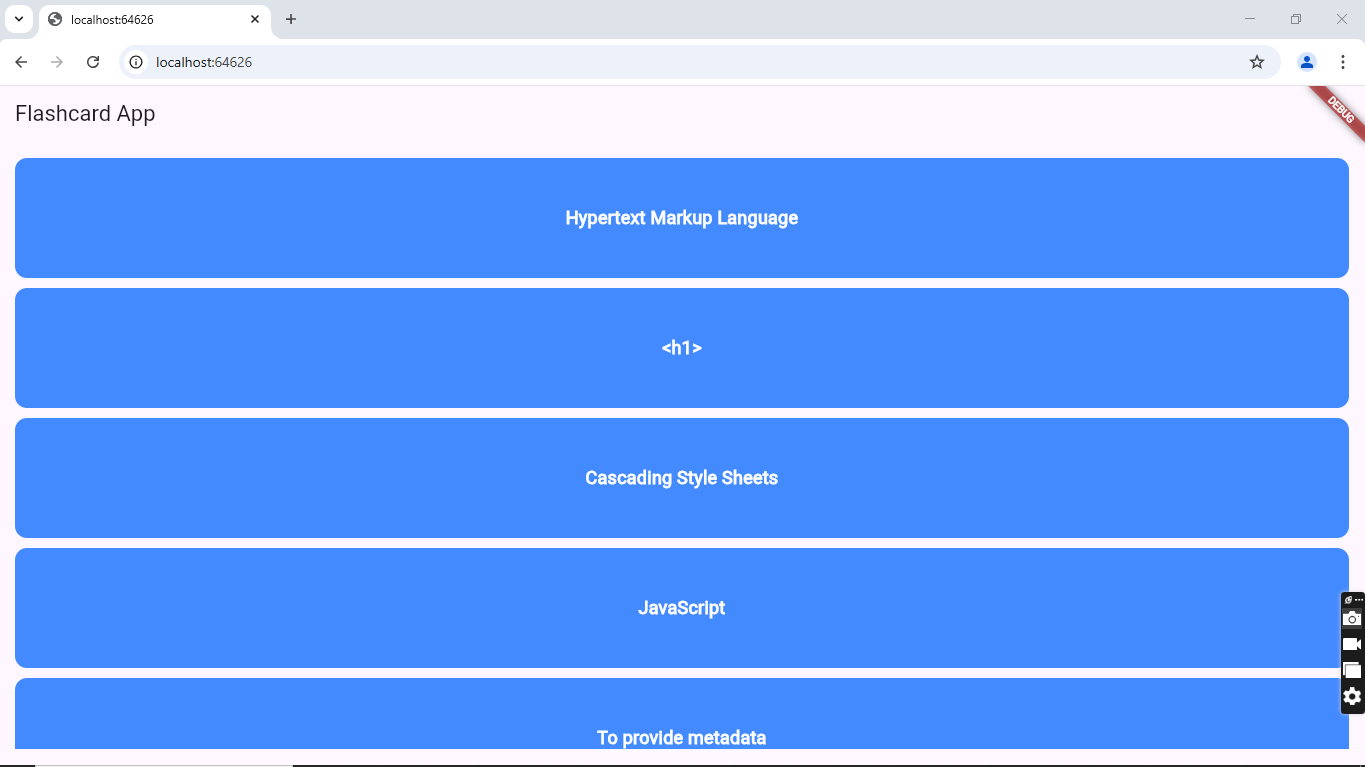 localhost:64626
localhost:64626
Flashcard App
DEBUG
Hypertext Markup Language
<h1>
Cascading Style Sheets
JavaScript
To provide metadata